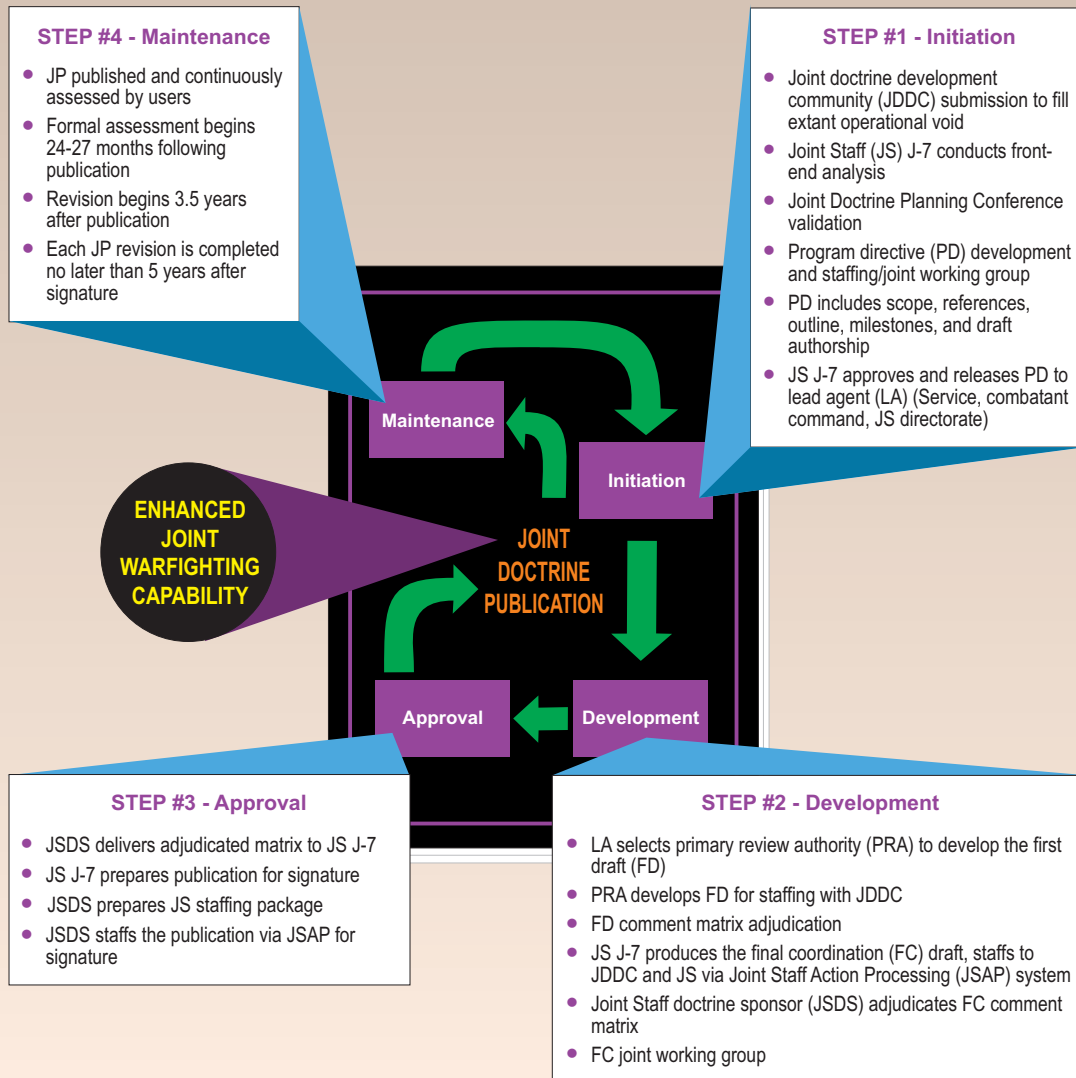 STEP #4 - Maintenance
• JP published and continuously
assessed by users
• Formal assessment begins
24-27 months following
publication
• Revision begins 3.5 years
after publication
• Each JP revision is completed
no later than 5 years after
signature
STEP #1 - Initiation
• Joint doctrine development
community (JDDC) submission to fill
extant operational void
• Joint Staff (JS) J-7 conducts front-
end analysis
• Joint Doctrine Planning Conference
validation
• Program directive (PD) development
and staffing/joint working group
• PD includes scope, references,
outline, milestones, and draft
authorship
• JS J-7 approves and releases PD to
lead agent (LA) (Service, combatant
command, JS directorate)
Maintenance
Initiation
ENHANCED
JOINT
WARFIGHTING
CAPABILITY
JOINT
DOCTRINE
PUBLICATION
Approval
Development
STEP #3 - Approval
• JSDS delivers adjudicated matrix to JS J-7
• JS J-7 prepares publication for signature
• JSDS prepares JS staffing package
• JSDS staffs the publication via JSAP for
signature
STEP #2 - Development
• LA selects primary review authority (PRA) to develop the first
draft (FD)
• PRA develops FD for staffing with JDDC
• FD comment matrix adjudication
• JS J-7 produces the final coordination (FC) draft, staffs to
JDDC and JS via Joint Staff Action Processing (JSAP) system
• Joint Staff doctrine sponsor (JSDS) adjudicates FC comment
matrix
• FC joint working group